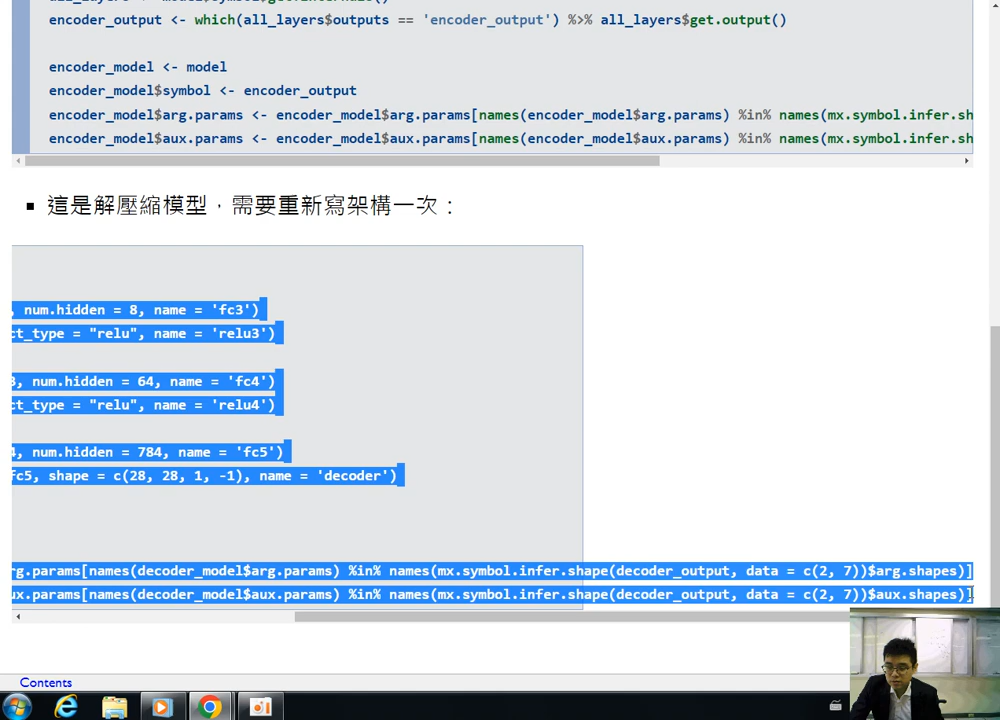 encoder_output <- which(all_layers$outputs == 'encoder_output') %>% all_layers$get.output()
encoder_model <- model
encoder_model$symbol <- encoder_output
encoder_model$arg.params <- encoder_model$arg.params[names(encoder_model$arg.params) %in% names(mx.symbol.infer.sh
encoder_model$aux.params <- encoder_model$aux.params[names(encoder_model$aux.params) %in% names(mx.symbol.infer.sh
▪ 這是解壓縮模型，需要重新寫架構一次：
, num.hidden = 8, name = 'fc3')
ct_type = "relu", name = 'relu3')
3, num.hidden = 64, name = 'fc4')
ct_type = "relu", name = 'relu4')
4, num.hidden = 784, name = 'fc5')
fc5, shape = c(28, 28, 1, -1), name = 'decoder')
rg.params[names(decoder_model$arg.params) %in% names(mx.symbol.infer.shape(decoder_output, data = c(2, 7))$arg.shapes)]
ux.params[names(decoder_model$aux.params) %in% names(mx.symbol.infer.shape(decoder_output, data = c(2, 7))$aux.shapes)]
Contents